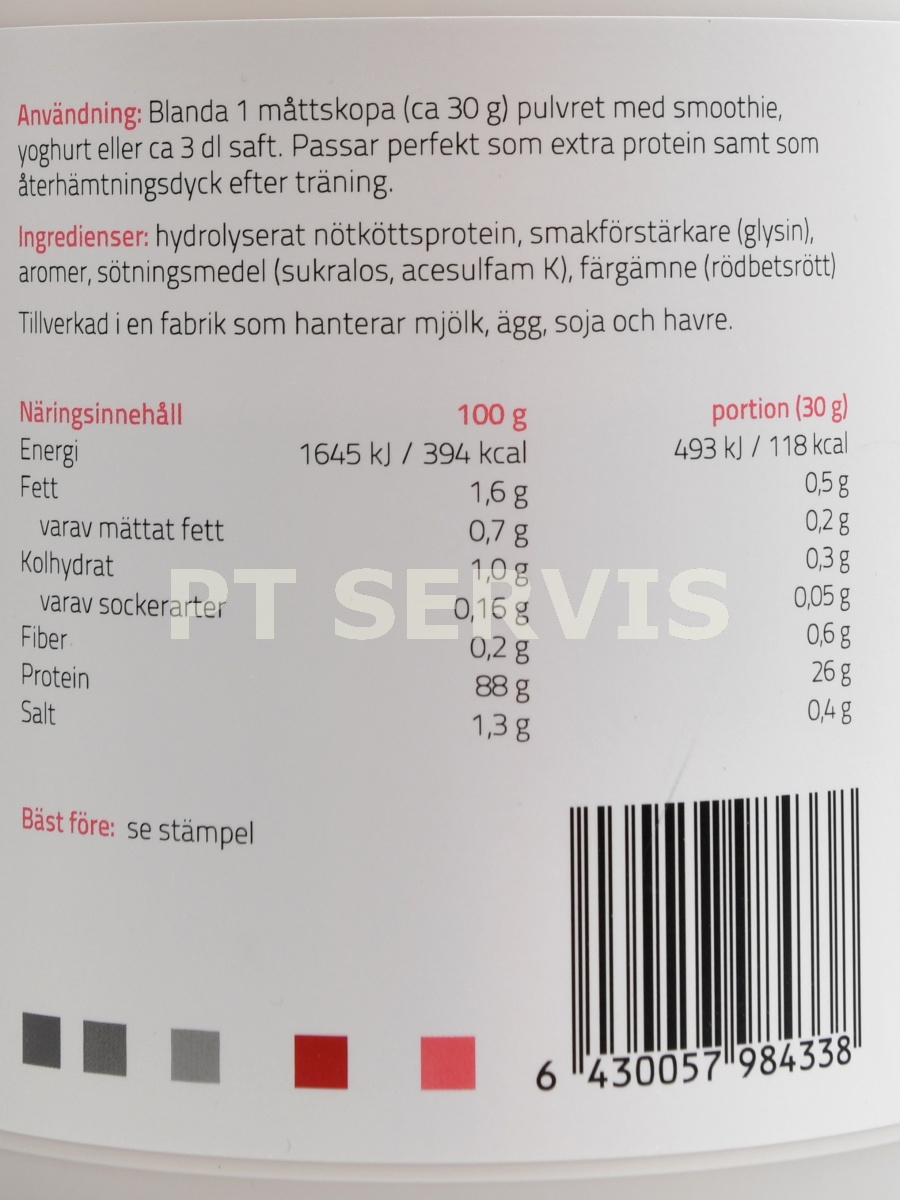 Användning: Blanda 1 måttskopa (ca 30 g) pulvret med smoothie,
yoghurt eller ca 3 dl saft. Passar perfekt som extra protein samt som
återhämtningsdyck efter träning.
Ingredienser: hydrolyserat nötköttsprotein, smakförstärkare (glysin),
aromer, sötningsmedel (sukralos, acesulfam K), färgämne (rödbetsrött)
Tillverkad i en fabrik som hanterar mjölk, ägg, soja och havre.
Näringsinnehåll 100 g portion (30 g)
Energi 1645 kJ / 394 kcal 493 kJ / 118 kcal
Fett 1,6 g 0,5 g
varav mättat fett 0,7 g 0,2 g
Kolhydrat 1,0 g 0,3 g
varav sockerarter 0,16 g 0,05 g
Fiber 0,2 g 0,6 g
Protein 88 g 26 g
Salt 1,3 g 0,4 g
PT SERVIS
Bäst före: se stämpel
6 430057 984338